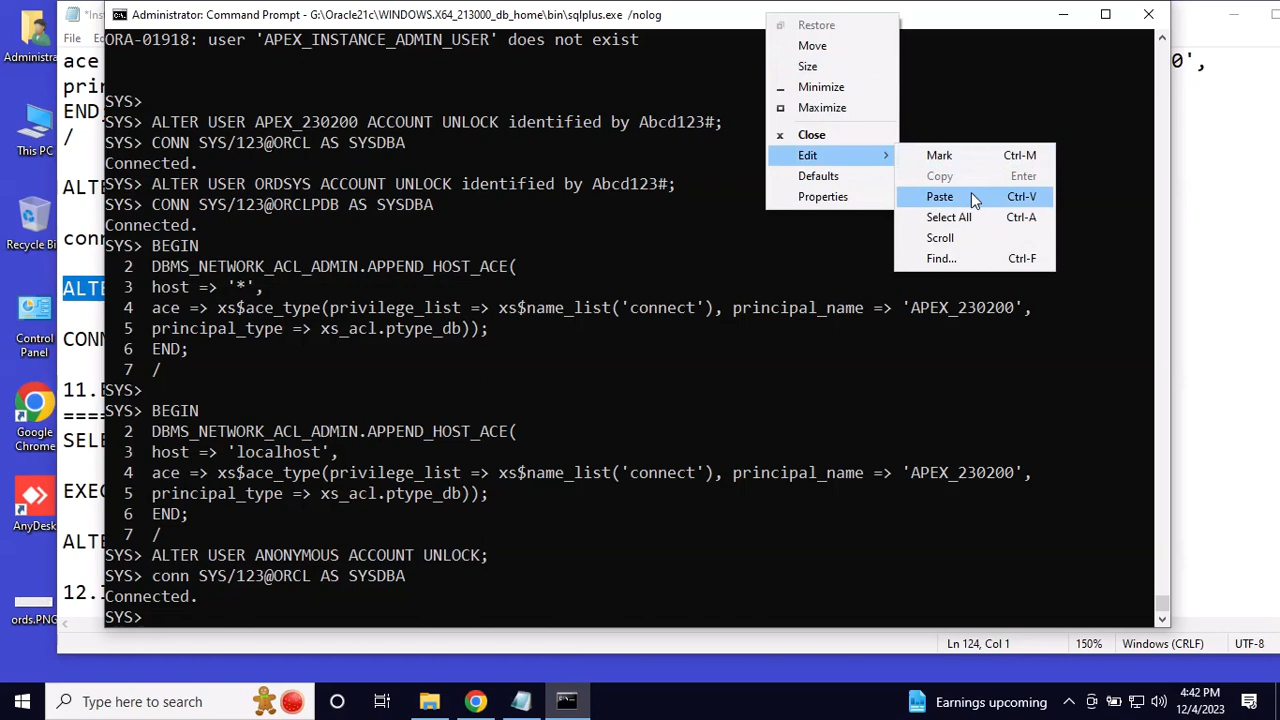 *Inst
Administrator: Command Prompt - G:\Oracle21c\WINDOWS.X64_213000_db_home\bin\sqlplus.exe /nolog
File
ORA-01918: user 'APEX_INSTANCE_ADMIN_USER' does not exist
SYS>
SYS> ALTER USER APEX_230200 ACCOUNT UNLOCK identified by Abcd123#;
SYS> CONN SYS/123@ORCL AS SYSDBA
Connected.
SYS> ALTER USER ORDSYS ACCOUNT UNLOCK identified by Abcd123#;
SYS> CONN SYS/123@ORCLPDB AS SYSDBA
Connected.
SYS> BEGIN
2 DBMS_NETWORK_ACL_ADMIN.APPEND_HOST_ACE(
3 host => '*',
4 ace => xs$ace_type(privilege_list => xs$name_list('connect'), principal_name => 'APEX_230200',
5 principal_type => xs_acl.ptype_db));
6 END;
7 /
SYS>
SYS> BEGIN
2 DBMS_NETWORK_ACL_ADMIN.APPEND_HOST_ACE(
3 host => 'localhost',
4 ace => xs$ace_type(privilege_list => xs$name_list('connect'), principal_name => 'APEX_230200',
5 principal_type => xs_acl.ptype_db));
6 END;
7 /
SYS> ALTER USER ANONYMOUS ACCOUNT UNLOCK;
SYS> conn SYS/123@ORCL AS SYSDBA
Connected.
SYS>
Restore
Move
Size
Minimize
Maximize
Close
Edit
Defaults
Properties
Mark Ctrl-M
Copy Enter
Paste Ctrl-V
Select All Ctrl-A
Scroll
Find... Ctrl-F
ace
0',
prin
END;
/
ALT
conn
ALTE
CONN
11.E
====
SELE
EXEC
ALTE
12.
Administra
This PC
Recycle Bi
Control
Panel
Google
Chrome
AnyDesk
ords.PNG
Ln 124, Col 1
150%
Windows (CRLF)
UTF-8
Type here to search
Earnings upcoming
4:42 PM
12/4/2023